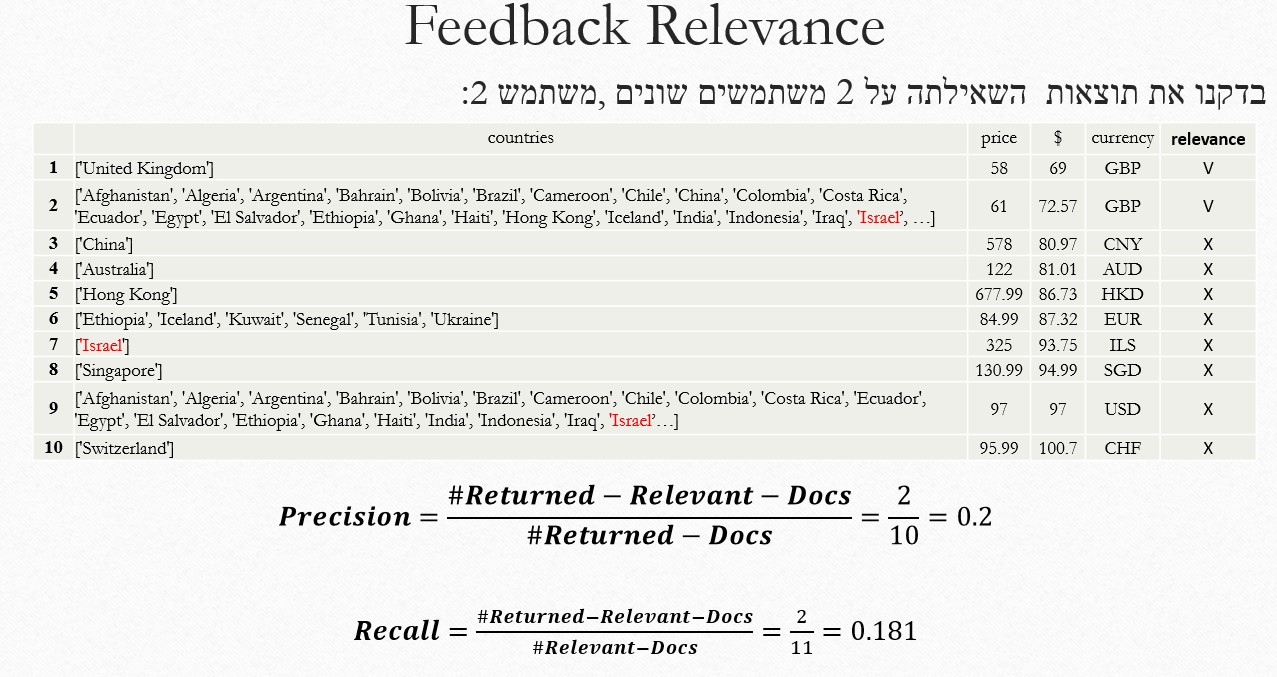 Feedback Relevance
בדקנו את תוצאות השאילתה על 2 משתמשים שונים ,משתמש 2:
countries price $ currency relevance
1 ['United Kingdom'] 58 69 GBP V
2 ['Afghanistan', 'Algeria', 'Argentina', 'Bahrain', 'Bolivia', 'Brazil', 'Cameroon', 'Chile', 'China', 'Colombia', 'Costa Rica',
'Ecuador', 'Egypt', 'El Salvador', 'Ethiopia', 'Ghana', 'Haiti', 'Hong Kong', 'Iceland', 'India', 'Indonesia', 'Iraq', 'Israel', …] 61 72.57 GBP V
3 ['China'] 578 80.97 CNY X
4 ['Australia'] 122 81.01 AUD X
5 ['Hong Kong'] 677.99 86.73 HKD X
6 ['Ethiopia', 'Iceland', 'Kuwait', 'Senegal', 'Tunisia', 'Ukraine'] 84.99 87.32 EUR X
7 ['Israel'] 325 93.75 ILS X
8 ['Singapore'] 130.99 94.99 SGD X
9 ['Afghanistan', 'Algeria', 'Argentina', 'Bahrain', 'Bolivia', 'Brazil', 'Cameroon', 'Chile', 'Colombia', 'Costa Rica', 'Ecuador',
'Egypt', 'El Salvador', 'Ethiopia', 'Ghana', 'Haiti', 'India', 'Indonesia', 'Iraq', 'Israel'…] 97 97 USD X
10 ['Switzerland'] 95.99 100.7 CHF X
Precision = #Returned − Relevant − Docs / #Returned − Docs = 2/10 = 0.2
Recall = #Returned−Relevant−Docs / #Relevant−Docs = 2/11 = 0.181